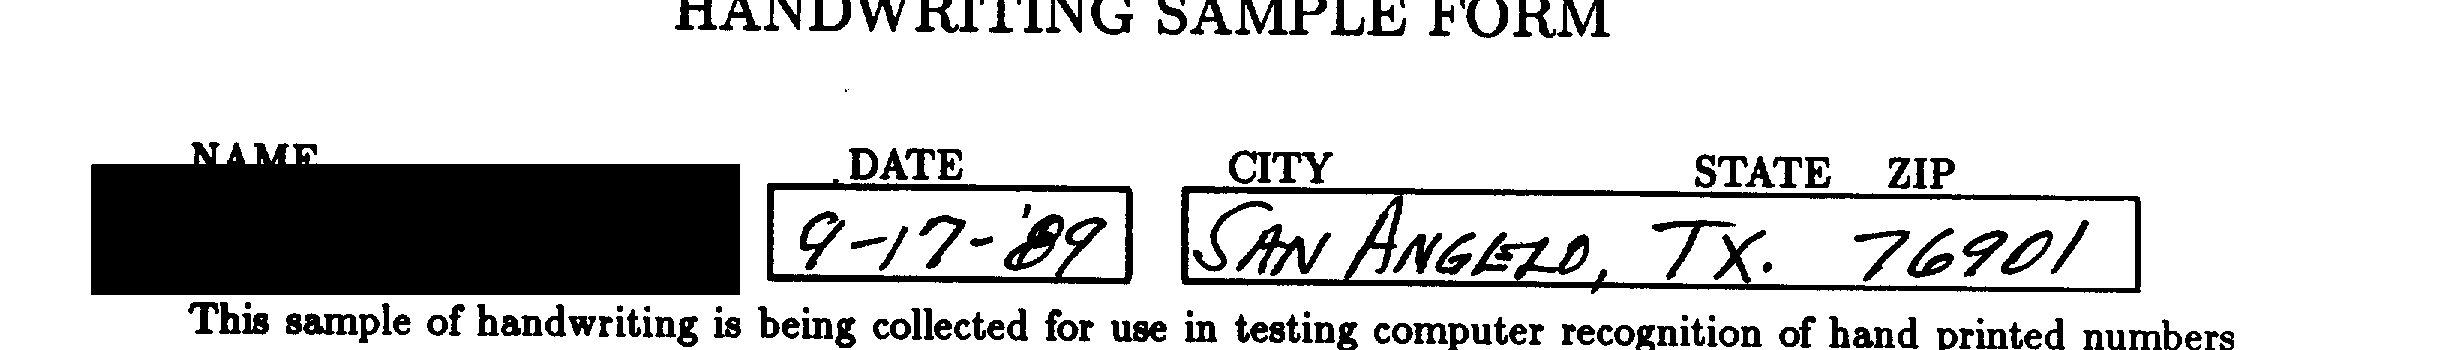 HANDWRITING SAMPLE FORM
NAME DATE CITY STATE ZIP
9-17-'89 SAN ANGELO, TX. 76901
This sample of handwriting is being collected for use in testing computer recognition of hand printed numbers